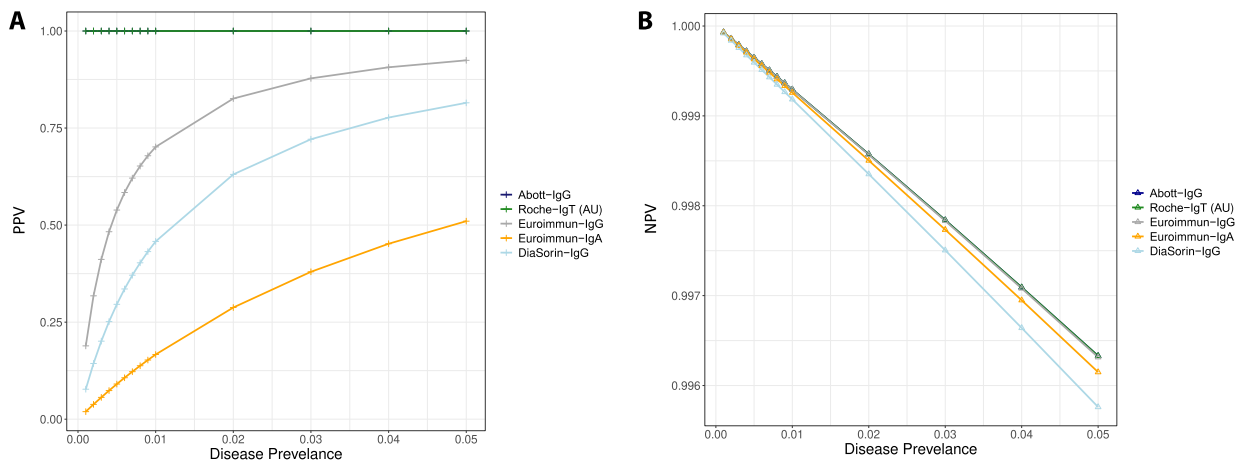 A
PPV
1.00
0.75
0.50
0.25
0.00
0.00
0.01
0.02
0.03
0.04
0.05
Disease Prevelance
Abott−IgG
Roche−IgT (AU)
Euroimmun−IgG
Euroimmun−IgA
DiaSorin−IgG
B
NPV
1.000
0.999
0.998
0.997
0.996
0.00
0.01
0.02
0.03
0.04
0.05
Disease Prevelance
Abott−IgG
Roche−IgT (AU)
Euroimmun−IgG
Euroimmun−IgA
DiaSorin−IgG